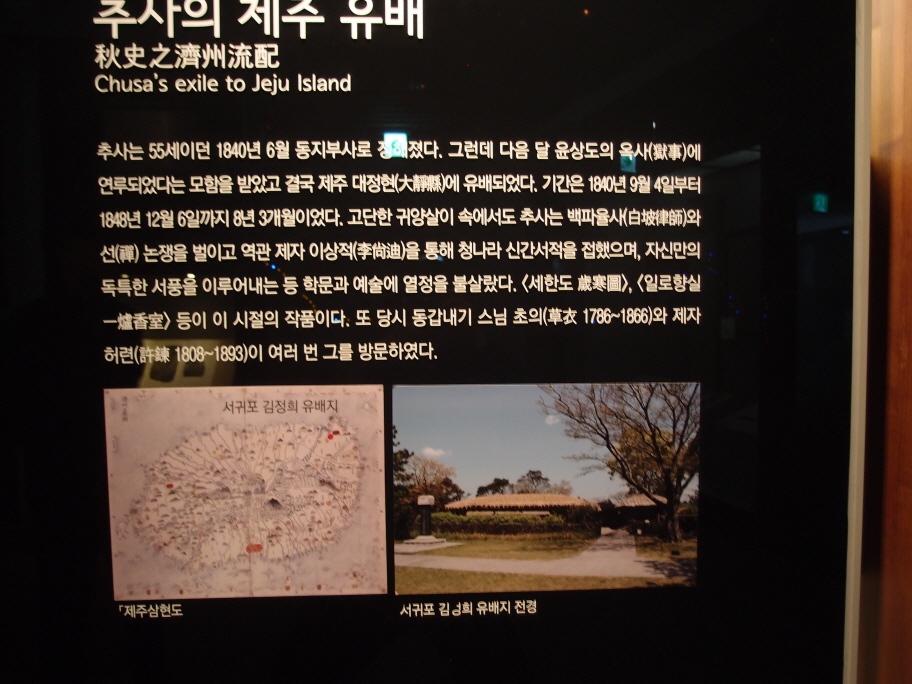 추사의 제주 유배
秋史之濟州流配
Chusa's exile to Jeju Island
추사는 55세이던 1840년 6월 동지부사로 정해졌다. 그런데 다음 달 윤상도의 옥사(獄事)에
연루되었다는 모함을 받았고 결국 제주 대정현(大靜縣)에 유배되었다. 기간은 1840년 9월 4일부터
1848년 12월 6일까지 8년 3개월이었다. 고단한 귀양살이 속에서도 추사는 백파율사(白坡律師)와
선(禪) 논쟁을 벌이고 역관 제자 이상적(李尙迪)을 통해 청나라 신간서적을 접했으며, 자신만의
독특한 서풍을 이루어내는 등 학문과 예술에 열정을 불살랐다. 〈세한도 歲寒圖〉, 〈일로향실
一爐香室〉 등이 이 시절의 작품이다. 또 당시 동갑내기 스님 초의(草衣 1786~1866)와 제자
허련(許鍊 1808~1893)이 여러 번 그를 방문하였다.
서귀포 김정희 유배지
「제주삼현도
서귀포 김정희 유배지 전경